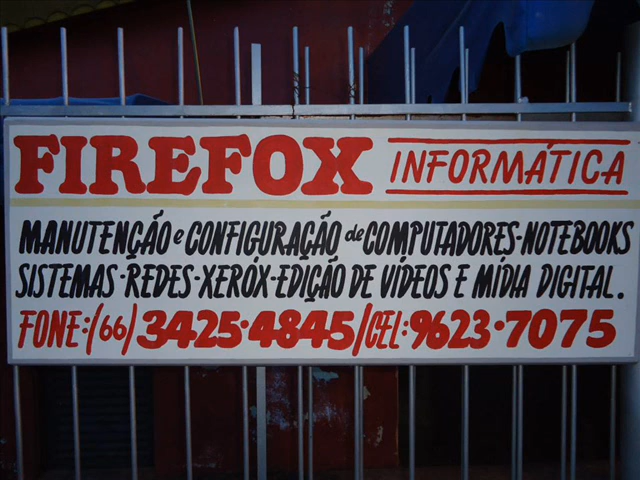 FIREFOX INFORMÁTICA
MANUTENÇÃO e CONFIGURAÇÃO de COMPUTADORES-NOTEBOOKS
SISTEMAS-REDES-XERÓX-EDIÇÃO DE VÍDEOS E MÍDIA DIGITAL.
FONE:(66)3425-4845/CEL:9623-7075